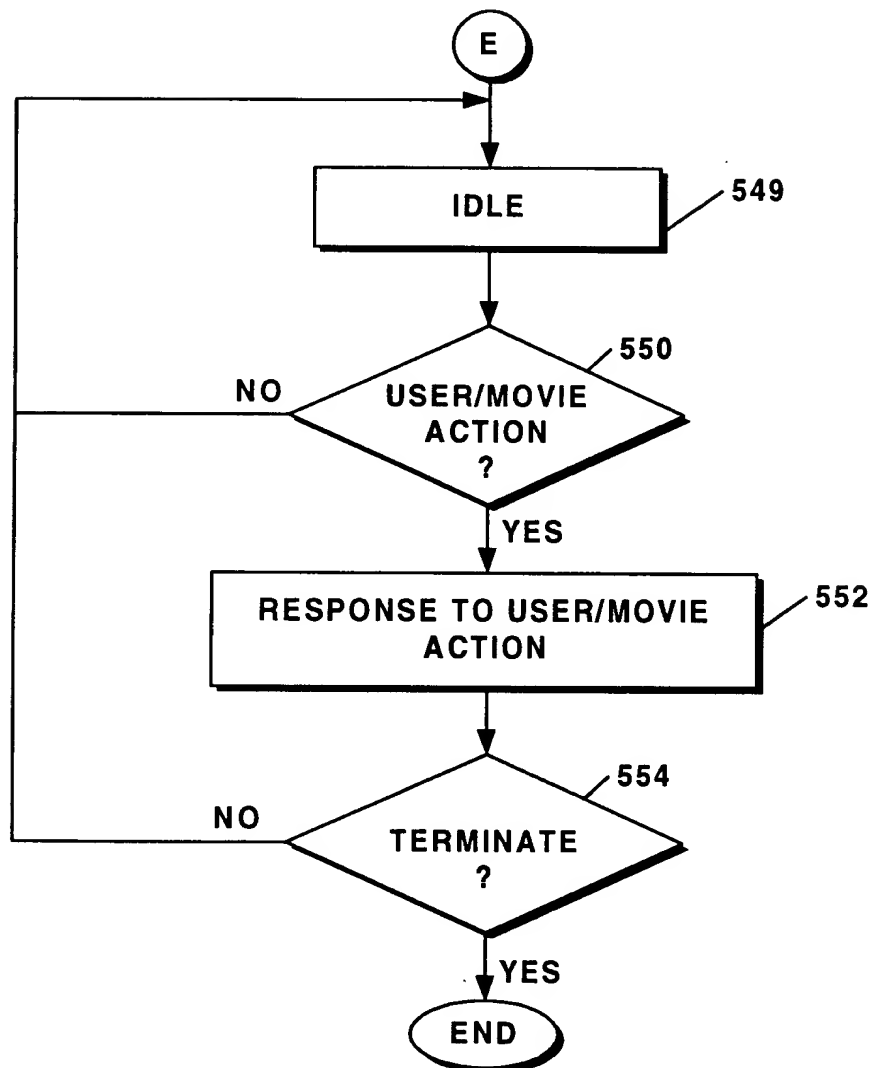 E
IDLE
549
550
NO
USER/MOVIE
ACTION
?
YES
RESPONSE TO USER/MOVIE
ACTION
552
554
NO
TERMINATE
?
YES
END